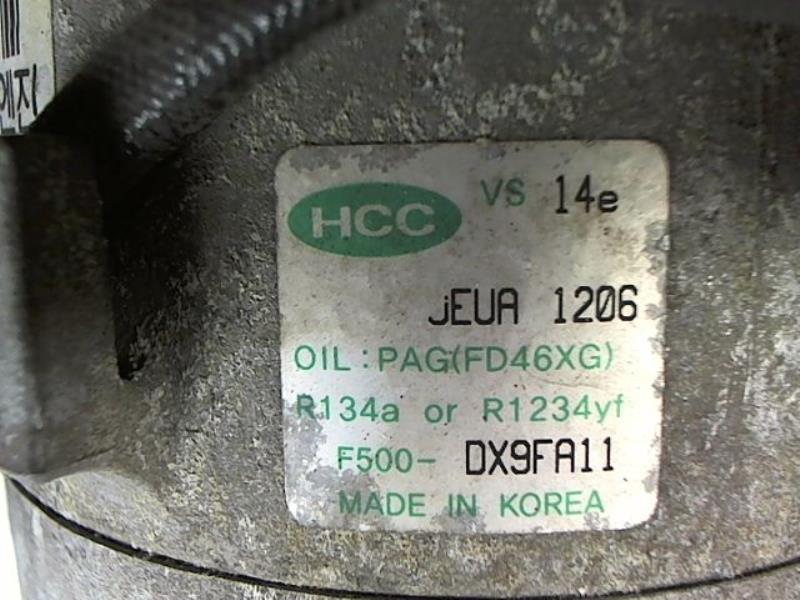 HCC VS 14e
jEUA 1206
OIL : PAG(FD46XG)
R134a or R1234yf
F500- DX9FA11
MADE IN KOREA